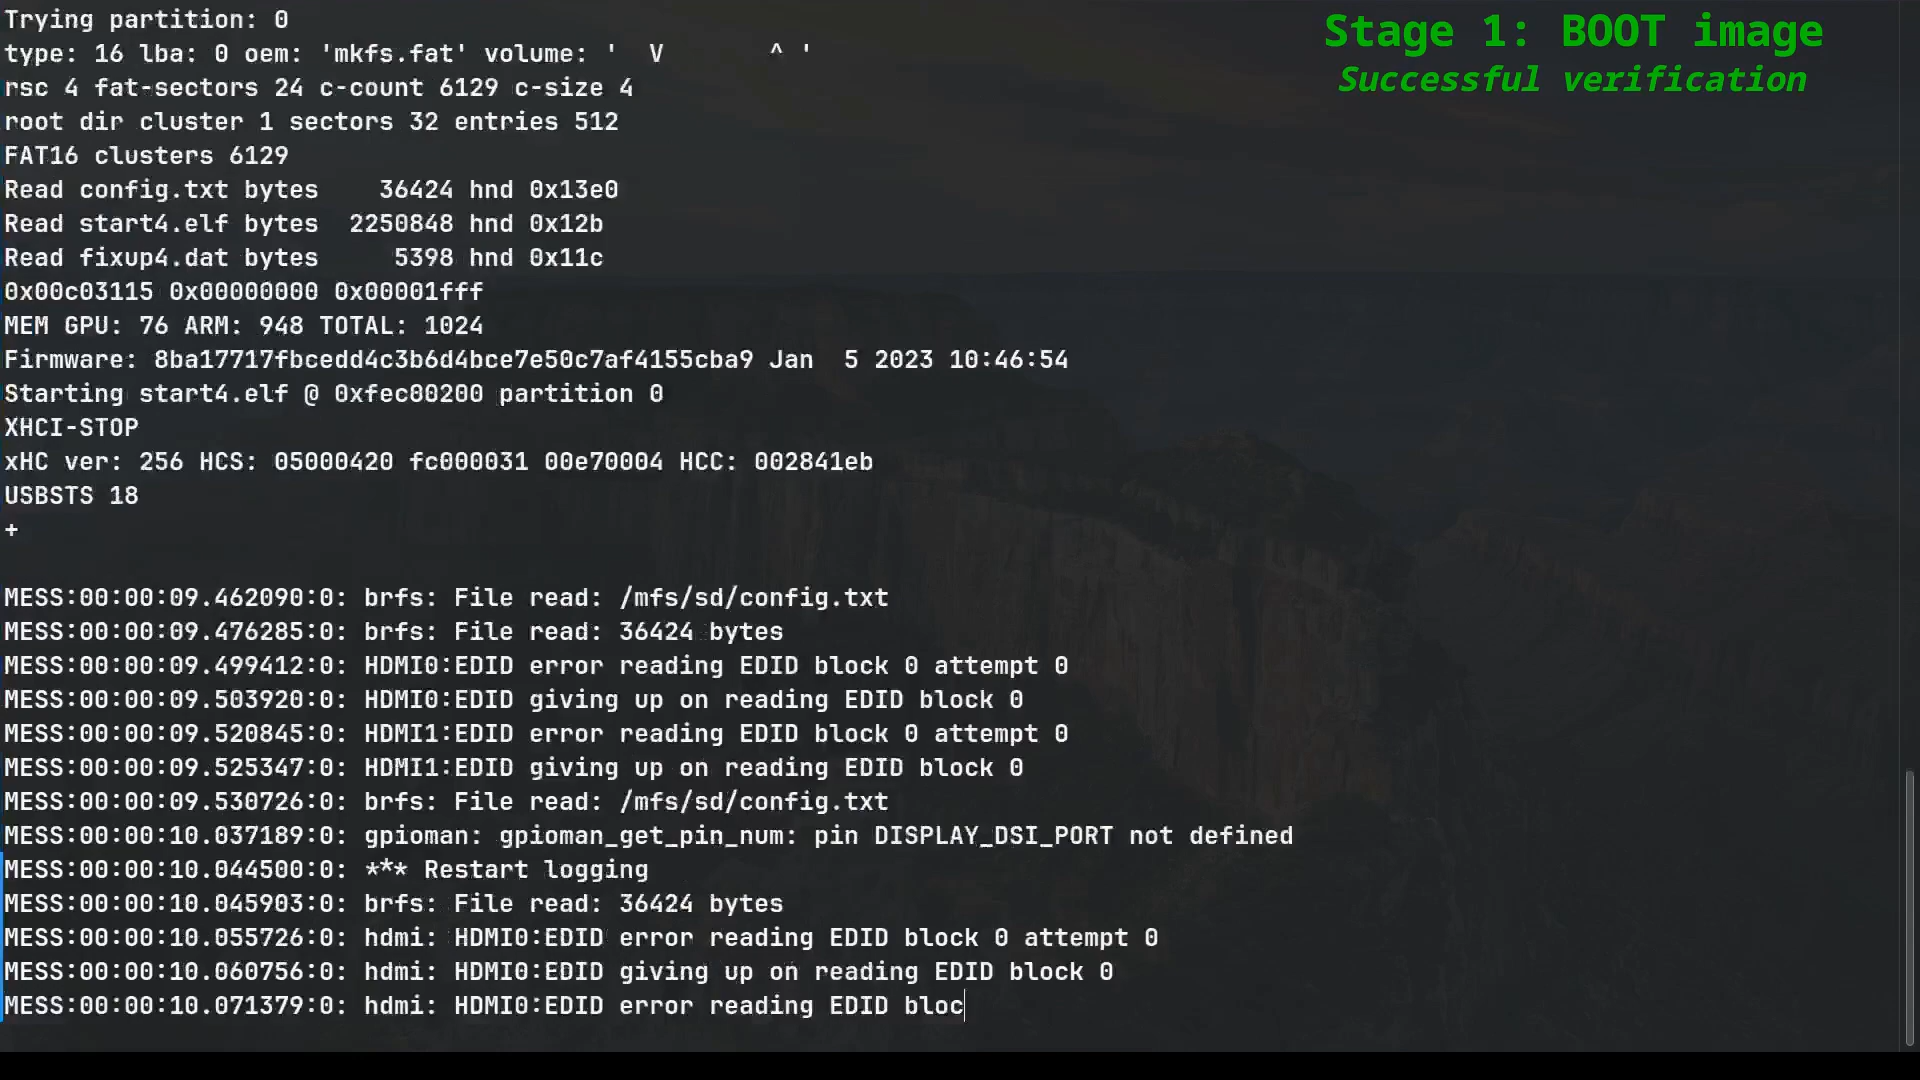 Trying partition: 0
type: 16 lba: 0 oem: 'mkfs.fat' volume: '  V       ^ '
rsc 4 fat-sectors 24 c-count 6129 c-size 4
root dir cluster 1 sectors 32 entries 512
FAT16 clusters 6129
Read config.txt bytes    36424 hnd 0x13e0
Read start4.elf bytes  2250848 hnd 0x12b
Read fixup4.dat bytes     5398 hnd 0x11c
0x00c03115 0x00000000 0x00001fff
MEM GPU: 76 ARM: 948 TOTAL: 1024
Firmware: 8ba17717fbcedd4c3b6d4bce7e50c7af4155cba9 Jan  5 2023 10:46:54
Starting start4.elf @ 0xfec00200 partition 0
XHCI-STOP
xHC ver: 256 HCS: 05000420 fc000031 00e70004 HCC: 002841eb
USBSTS 18
+
MESS:00:00:09.462090:0: brfs: File read: /mfs/sd/config.txt
MESS:00:00:09.476285:0: brfs: File read: 36424 bytes
MESS:00:00:09.499412:0: HDMI0:EDID error reading EDID block 0 attempt 0
MESS:00:00:09.503920:0: HDMI0:EDID giving up on reading EDID block 0
MESS:00:00:09.520845:0: HDMI1:EDID error reading EDID block 0 attempt 0
MESS:00:00:09.525347:0: HDMI1:EDID giving up on reading EDID block 0
MESS:00:00:09.530726:0: brfs: File read: /mfs/sd/config.txt
MESS:00:00:10.037189:0: gpioman: gpioman_get_pin_num: pin DISPLAY_DSI_PORT not defined
MESS:00:00:10.044500:0: *** Restart logging
MESS:00:00:10.045903:0: brfs: File read: 36424 bytes
MESS:00:00:10.055726:0: hdmi: HDMI0:EDID error reading EDID block 0 attempt 0
MESS:00:00:10.060756:0: hdmi: HDMI0:EDID giving up on reading EDID block 0
MESS:00:00:10.071379:0: hdmi: HDMI0:EDID error reading EDID bloc
Stage 1: BOOT image
Successful verification